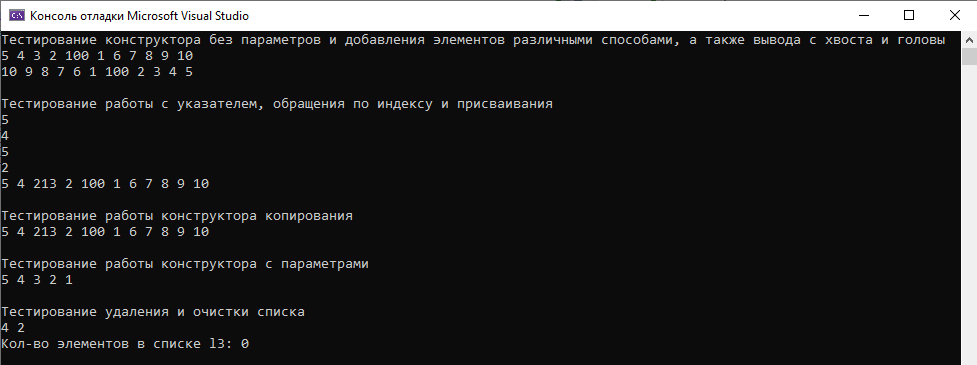 Консоль отладки Microsoft Visual Studio
Тестирование конструктора без параметров и добавления элементов различными способами, а также вывода с хвоста и головы
5 4 3 2 100 1 6 7 8 9 10
10 9 8 7 6 1 100 2 3 4 5
Тестирование работы с указателем, обращения по индексу и присваивания
5
4
5
2
5 4 213 2 100 1 6 7 8 9 10
Тестирование работы конструктора копирования
5 4 213 2 100 1 6 7 8 9 10
Тестирование работы конструктора с параметрами
5 4 3 2 1
Тестирование удаления и очистки списка
4 2
Кол-во элементов в списке l3: 0